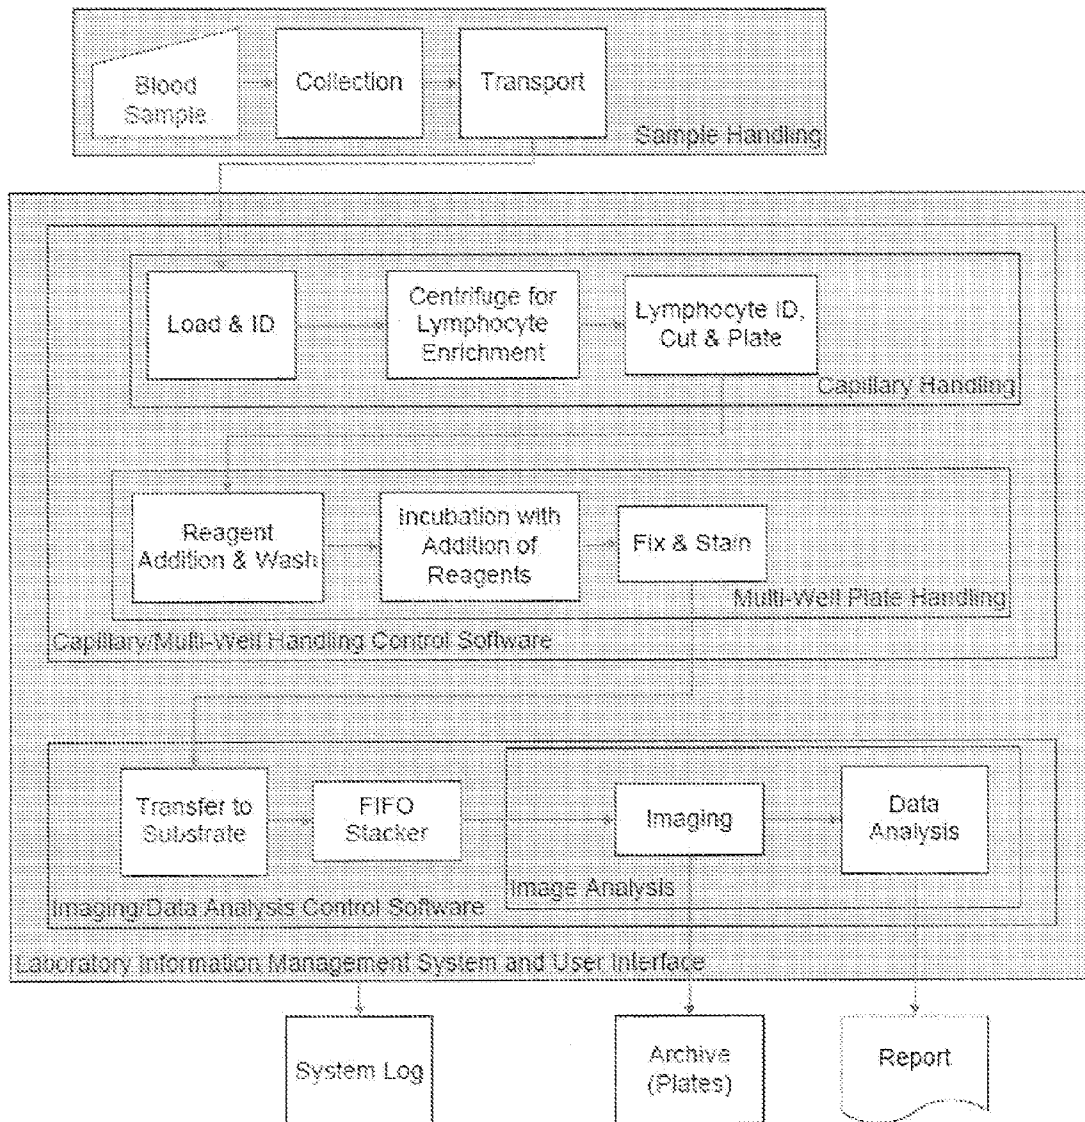 Blood
Sample
Collection
Transport
Sample Handling
Load & ID
Centrifuge for
Lymphocyte
Enrichment
Lymphocyte ID,
Cut & Plate
Capillary Handling
Reagent
Addition & Wash
Incubation with
Addition of
Reagents
Fix & Stain
Multi-Well Plate Handling
Capillary/Multi-Well Handling Control Software
Transfer to
Substrate
FIFO
Stacker
Imaging
Data
Analysis
Image Analysis
Imaging/Data Analysis Control Software
Laboratory Information Management System and User Interface
System Log
Archive
(Plates)
Report